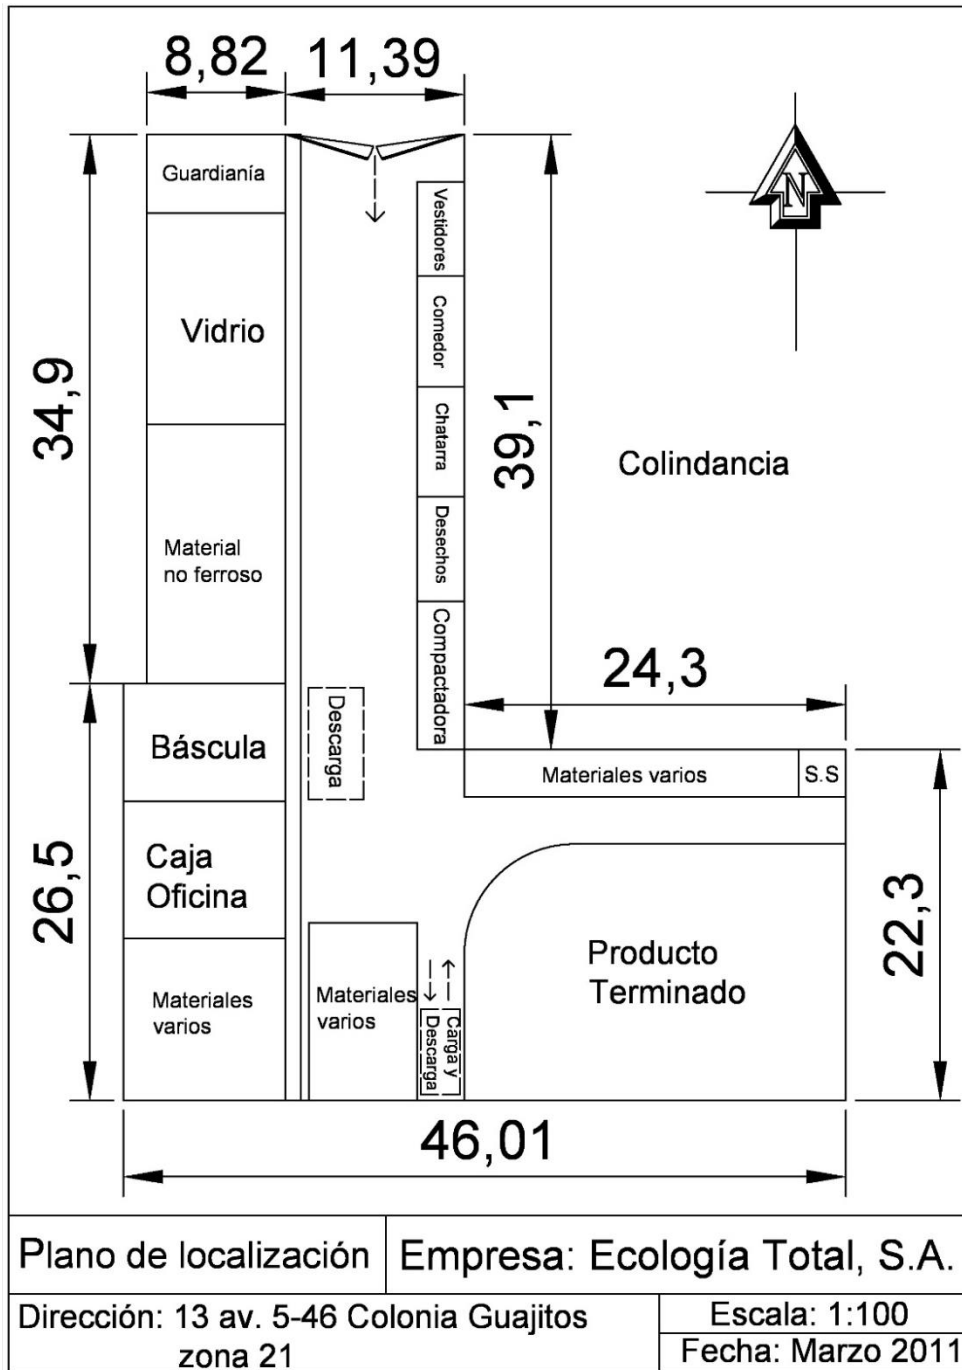 8,82
11,39
Guardianía
N
Vestidores
Vidrio
Comedor
34,9
39,1
Chatarra
Colindancia
Material
no ferroso
Desechos
Compactadora
24,3
Descarga
Báscula
Materiales varios
S.S
Caja
Oficina
26,5
22,3
Producto
Terminado
Materiales
varios
Materiales
varios
Carga y
Descarga
46,01
Plano de localización
Empresa: Ecología Total, S.A.
Dirección: 13 av. 5-46 Colonia Guajitos
zona 21
Escala: 1:100
Fecha: Marzo 2011